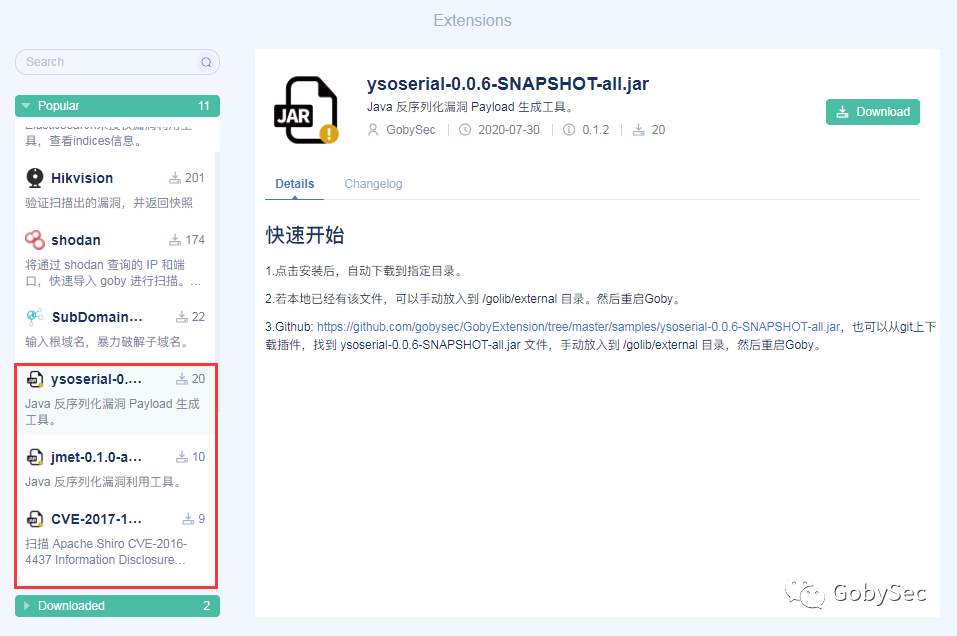 Extensions
Search
Popular 11
具，查看indices信息。
Hikvision 201
验证扫描出的漏洞，并返回快照
shodan 174
将通过 shodan 查询的 IP 和端
口，快速导入 goby 进行扫描。...
SubDomain... 22
输入根域名，暴力破解子域名。
ysoserial-0.... 20
Java 反序列化漏洞 Payload 生成
工具。
jmet-0.1.0-a... 10
Java 反序列化漏洞利用工具。
CVE-2017-1... 9
扫描 Apache Shiro CVE-2016-
4437 Information Disclosure...
Downloaded 2
JAR
ysoserial-0.0.6-SNAPSHOT-all.jar
Java 反序列化漏洞 Payload 生成工具。
GobySec 2020-07-30 0.1.2 20
Download
Details Changelog
快速开始
1.点击安装后，自动下载到指定目录。
2.若本地已经有该文件，可以手动放入到 /golib/external 目录。然后重启Goby。
3.Github: https://github.com/gobysec/GobyExtension/tree/master/samples/ysoserial-0.0.6-SNAPSHOT-all.jar，也可以从git上下
载插件，找到 ysoserial-0.0.6-SNAPSHOT-all.jar 文件，手动放入到 /golib/external 目录，然后重启Goby。
GobySec